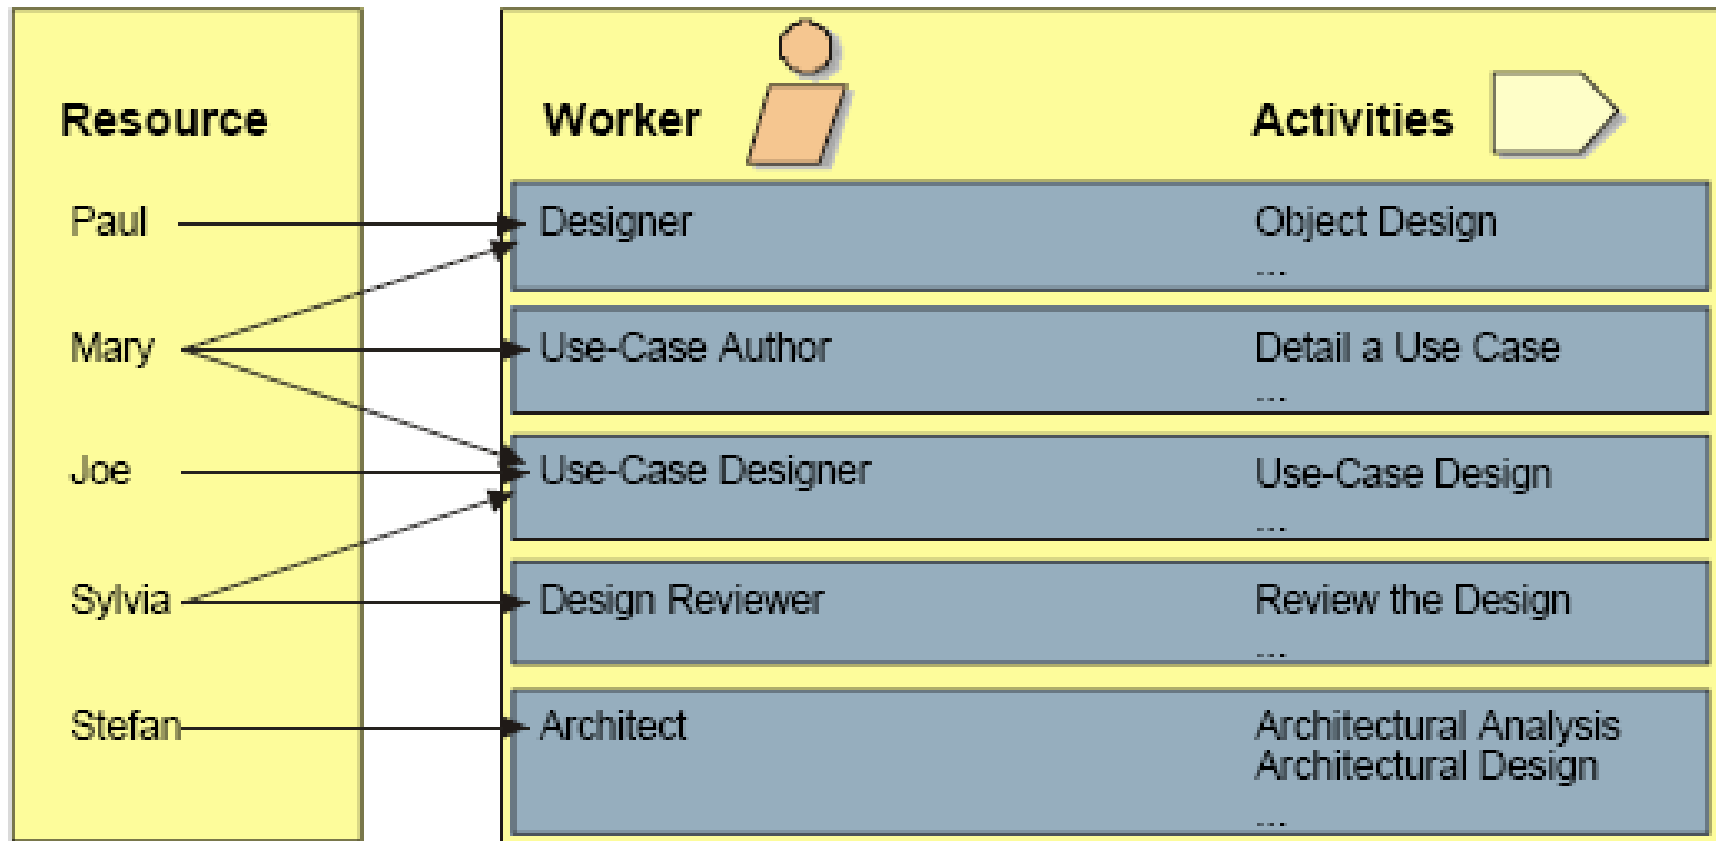 Resource Worker Activities
Paul Designer Object Design
...
Mary Use-Case Author Detail a Use Case
...
Joe Use-Case Designer Use-Case Design
...
Sylvia Design Reviewer Review the Design
...
Stefan Architect Architectural Analysis
Architectural Design
...